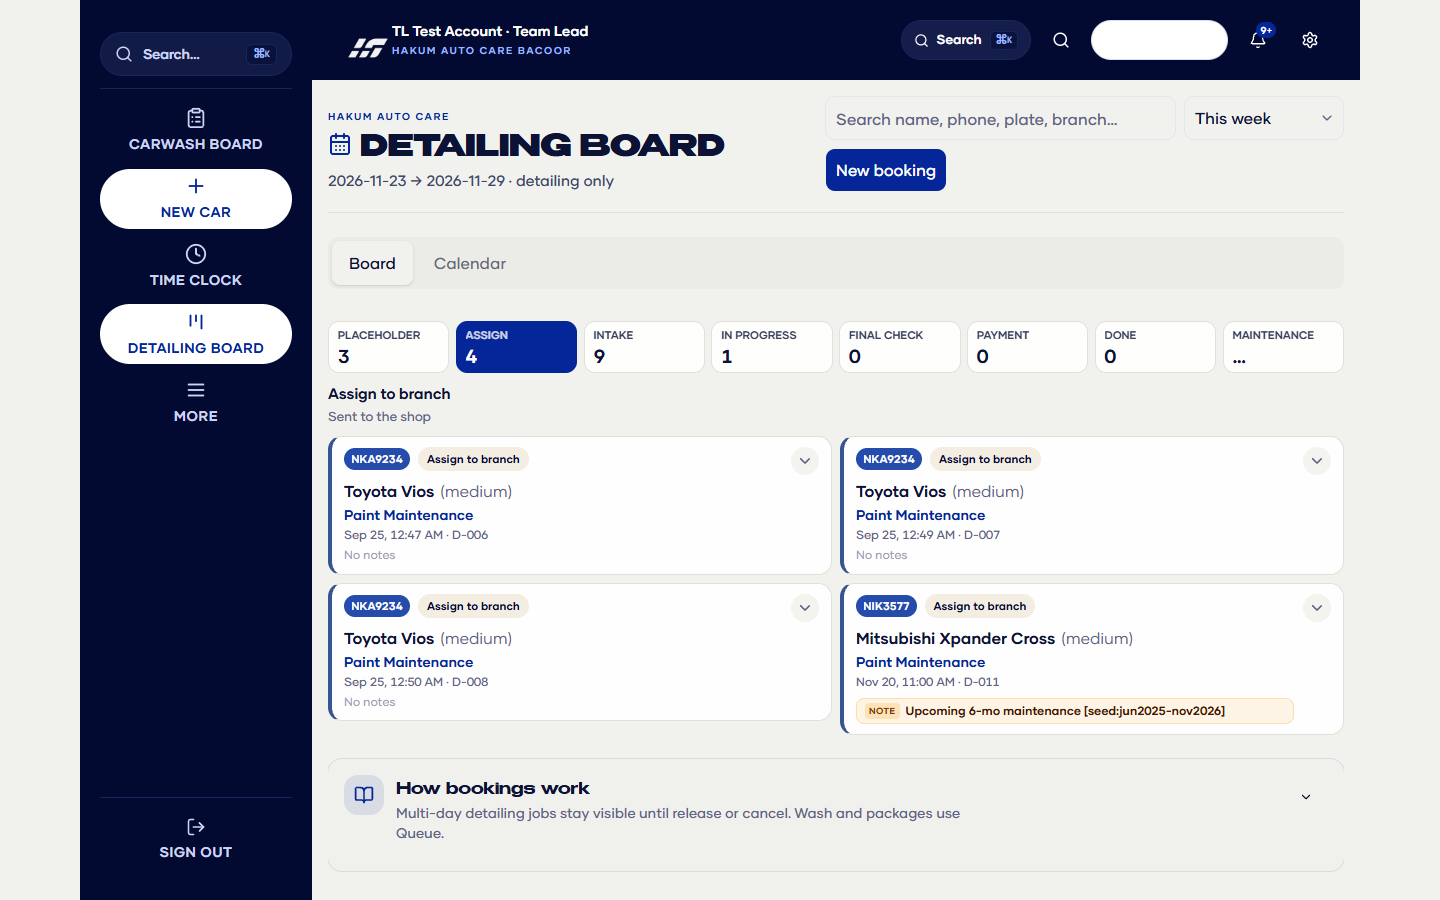 Search...
⌘K
CARWASH BOARD
NEW CAR
TIME CLOCK
DETAILING BOARD
MORE
SIGN OUT
TL Test Account · Team Lead
HAKUM AUTO CARE BACOOR
Search
⌘K
9+
HAKUM AUTO CARE
DETAILING BOARD
2026-11-23 → 2026-11-29 · detailing only
Search name, phone, plate, branch...
This week
New booking
Board
Calendar
PLACEHOLDER
3
ASSIGN
4
INTAKE
9
IN PROGRESS
1
FINAL CHECK
0
PAYMENT
0
DONE
0
MAINTENANCE
...
Assign to branch
Sent to the shop
NKA9234
Assign to branch
Toyota Vios (medium)
Paint Maintenance
Sep 25, 12:47 AM · D-006
No notes
NKA9234
Assign to branch
Toyota Vios (medium)
Paint Maintenance
Sep 25, 12:49 AM · D-007
No notes
NKA9234
Assign to branch
Toyota Vios (medium)
Paint Maintenance
Sep 25, 12:50 AM · D-008
No notes
NIK3577
Assign to branch
Mitsubishi Xpander Cross (medium)
Paint Maintenance
Nov 20, 11:00 AM · D-011
NOTE Upcoming 6-mo maintenance [seed:jun2025-nov2026]
How bookings work
Multi-day detailing jobs stay visible until release or cancel. Wash and packages use
Queue.